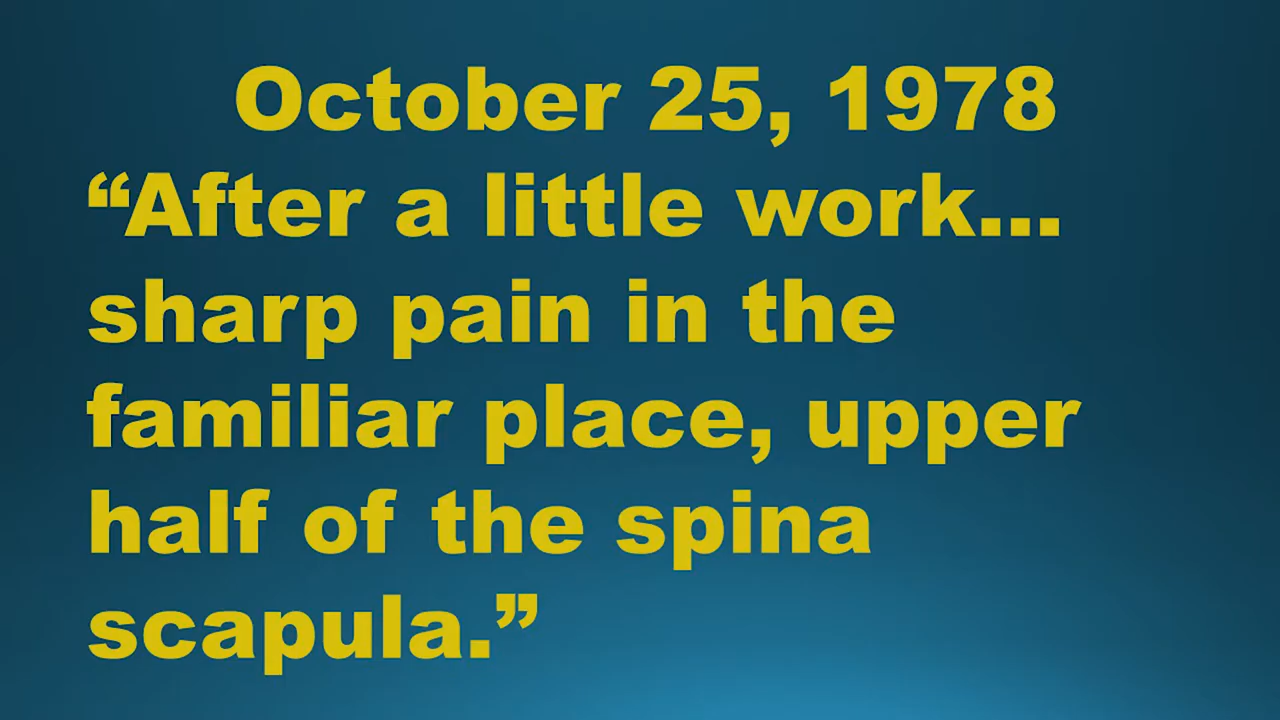 October 25, 1978
“After a little work…
sharp pain in the
familiar place, upper
half of the spina
scapula.”